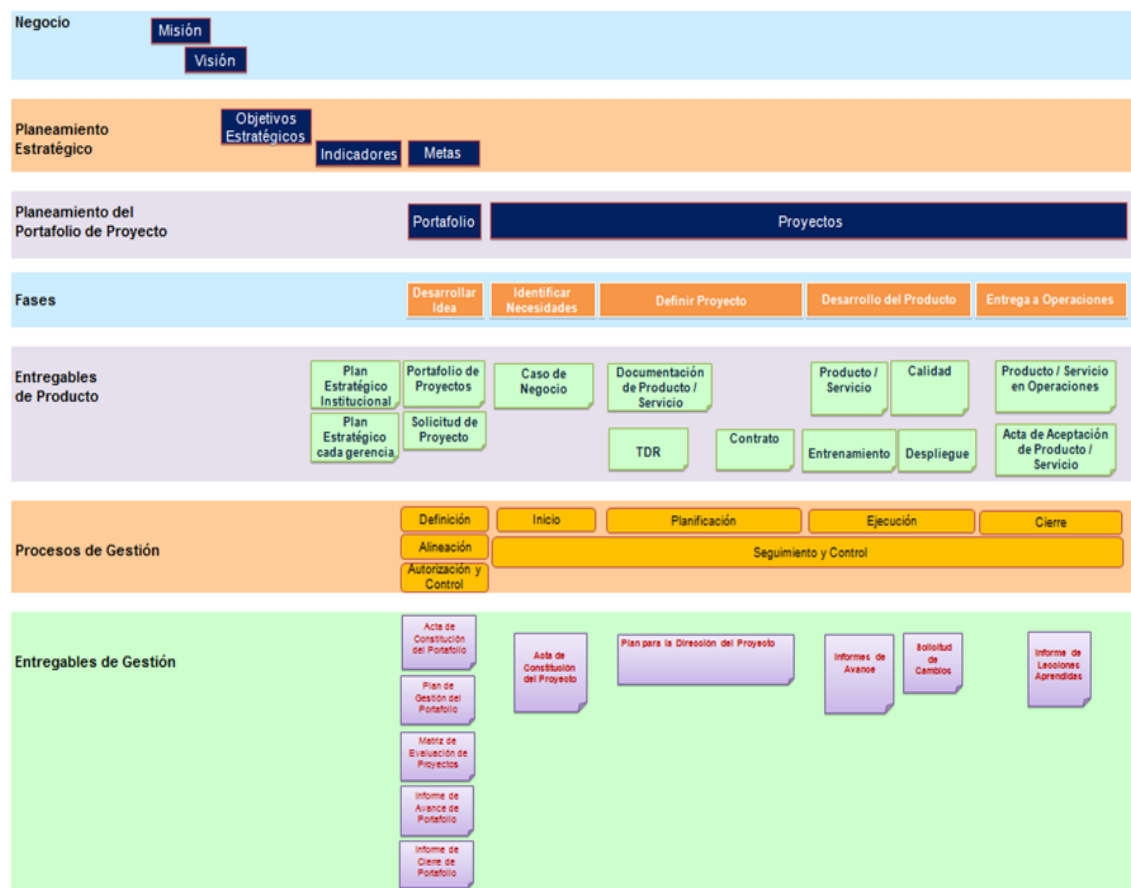 Negocio
Misión
Visión
Planeamiento
Estratégico
Objetivos
Estratégicos
Indicadores
Metas
Planeamiento del
Portafolio de Proyecto
Portafolio
Proyectos
Fases
Desarrollar
Idea
Identificar
Necesidades
Definir Proyecto
Desarrollo del Producto
Entrega a Operaciones
Entregables
de Producto
Plan
Estratégico
Institucional
Portafolio de
Proyectos
Caso de
Negocio
Documentación
de Producto /
Servicio
Producto /
Servicio
Calidad
Producto / Servicio
en Operaciones
Plan
Estratégico
cada gerencia
Solicitud de
Proyecto
TDR
Contrato
Entrenamiento
Despliegue
Acta de Aceptación
de Producto /
Servicio
Procesos de Gestión
Definición
Inicio
Planificación
Ejecución
Cierre
Alineación
Seguimiento y Control
Autorización y
Control
Entregables de Gestión
Acta de
Constitución
del Portafolio
Acta de
Constitución
del Proyecto
Plan para la Dirección del Proyecto
Informes de
Avance
Solicitud
de
Cambios
Informe de
Lecciones
Aprendidas
Plan de
Gestión del
Portafolio
Matriz de
Evaluación de
Proyectos
Informe de
Avance de
Portafolio
Informe de
Cierre de
Portafolio